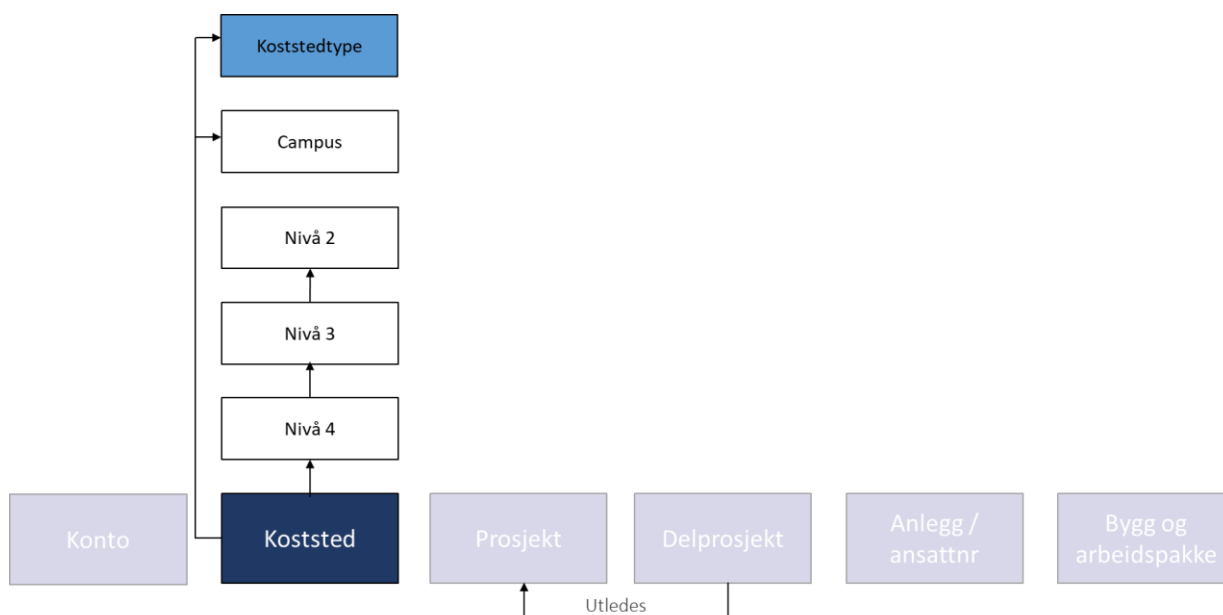 Koststedtype
Campus
Nivå 2
Nivå 3
Nivå 4
Konto
Koststed
Prosjekt
Delprosjekt
Anlegg /
ansattnr
Bygg og
arbeidspakke
Utledes